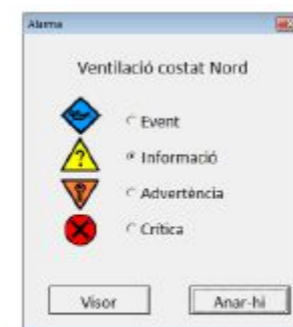 Alarma
Ventilació costat Nord
Event
Informació
Advertència
Crítica
Visor
Anar-hi